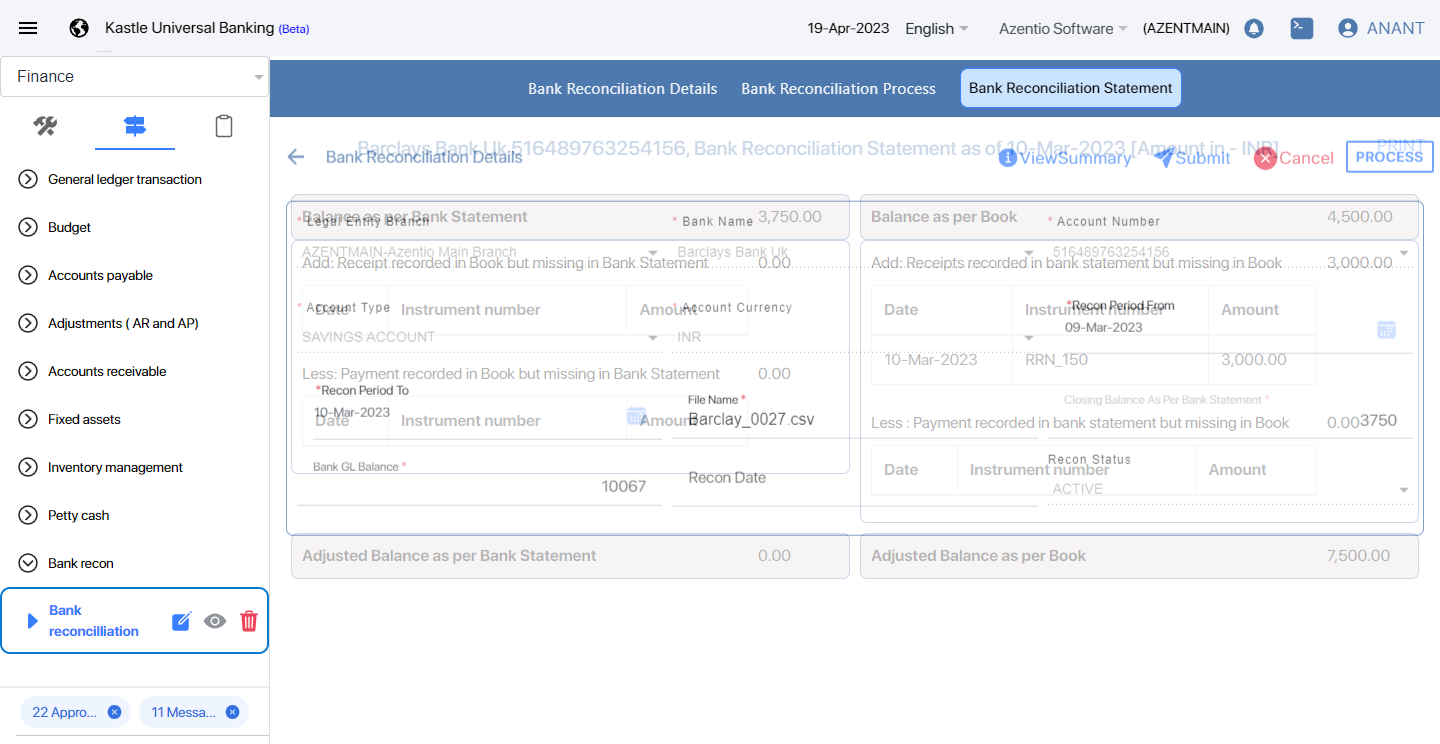 Kastle Universal Banking (Beta)
19-Apr-2023 English Azentio Software (AZENTMAIN) ANANT
Finance
Bank Reconciliation Details Bank Reconciliation Process Bank Reconciliation Statement
General ledger transaction
Budget
Accounts payable
Adjustments ( AR and AP)
Accounts receivable
Fixed assets
Inventory management
Petty cash
Bank recon
Bank
reconcilliation
22 Appro... 11 Messa...
Barclays Bank Uk 516489763254156, Bank Reconciliation Statement as of 10-Mar-2023 [Amount in - INR]
PRINT
Bank Reconciliation Details
ViewSummary Submit Cancel PROCESS
Balance as per Bank Statement 3,750.00
Add: Receipt recorded in Book but missing in Bank Statement 0.00
Date Instrument number Amount
Less: Payment recorded in Book but missing in Bank Statement 0.00
Date Instrument number Amount
Adjusted Balance as per Bank Statement 0.00
Balance as per Book 4,500.00
Add: Receipts recorded in bank statement but missing in Book 3,000.00
Date Instrument number Amount
10-Mar-2023 RRN_150 3,000.00
Less : Payment recorded in bank statement but missing in Book 0.00
Date Instrument number Amount
Adjusted Balance as per Book 7,500.00
* Legal Entity Branch * Bank Name * Account Number
AZENTMAIN-Azentio Main Branch Barclays Bank Uk 516489763254156
* Account Type * Account Currency *Recon Period From
SAVINGS ACCOUNT INR 09-Mar-2023
*Recon Period To File Name * Closing Balance As Per Bank Statement *
10-Mar-2023 Barclay_0027.csv 3750
Bank GL Balance * Recon Date Recon Status
10067 ACTIVE